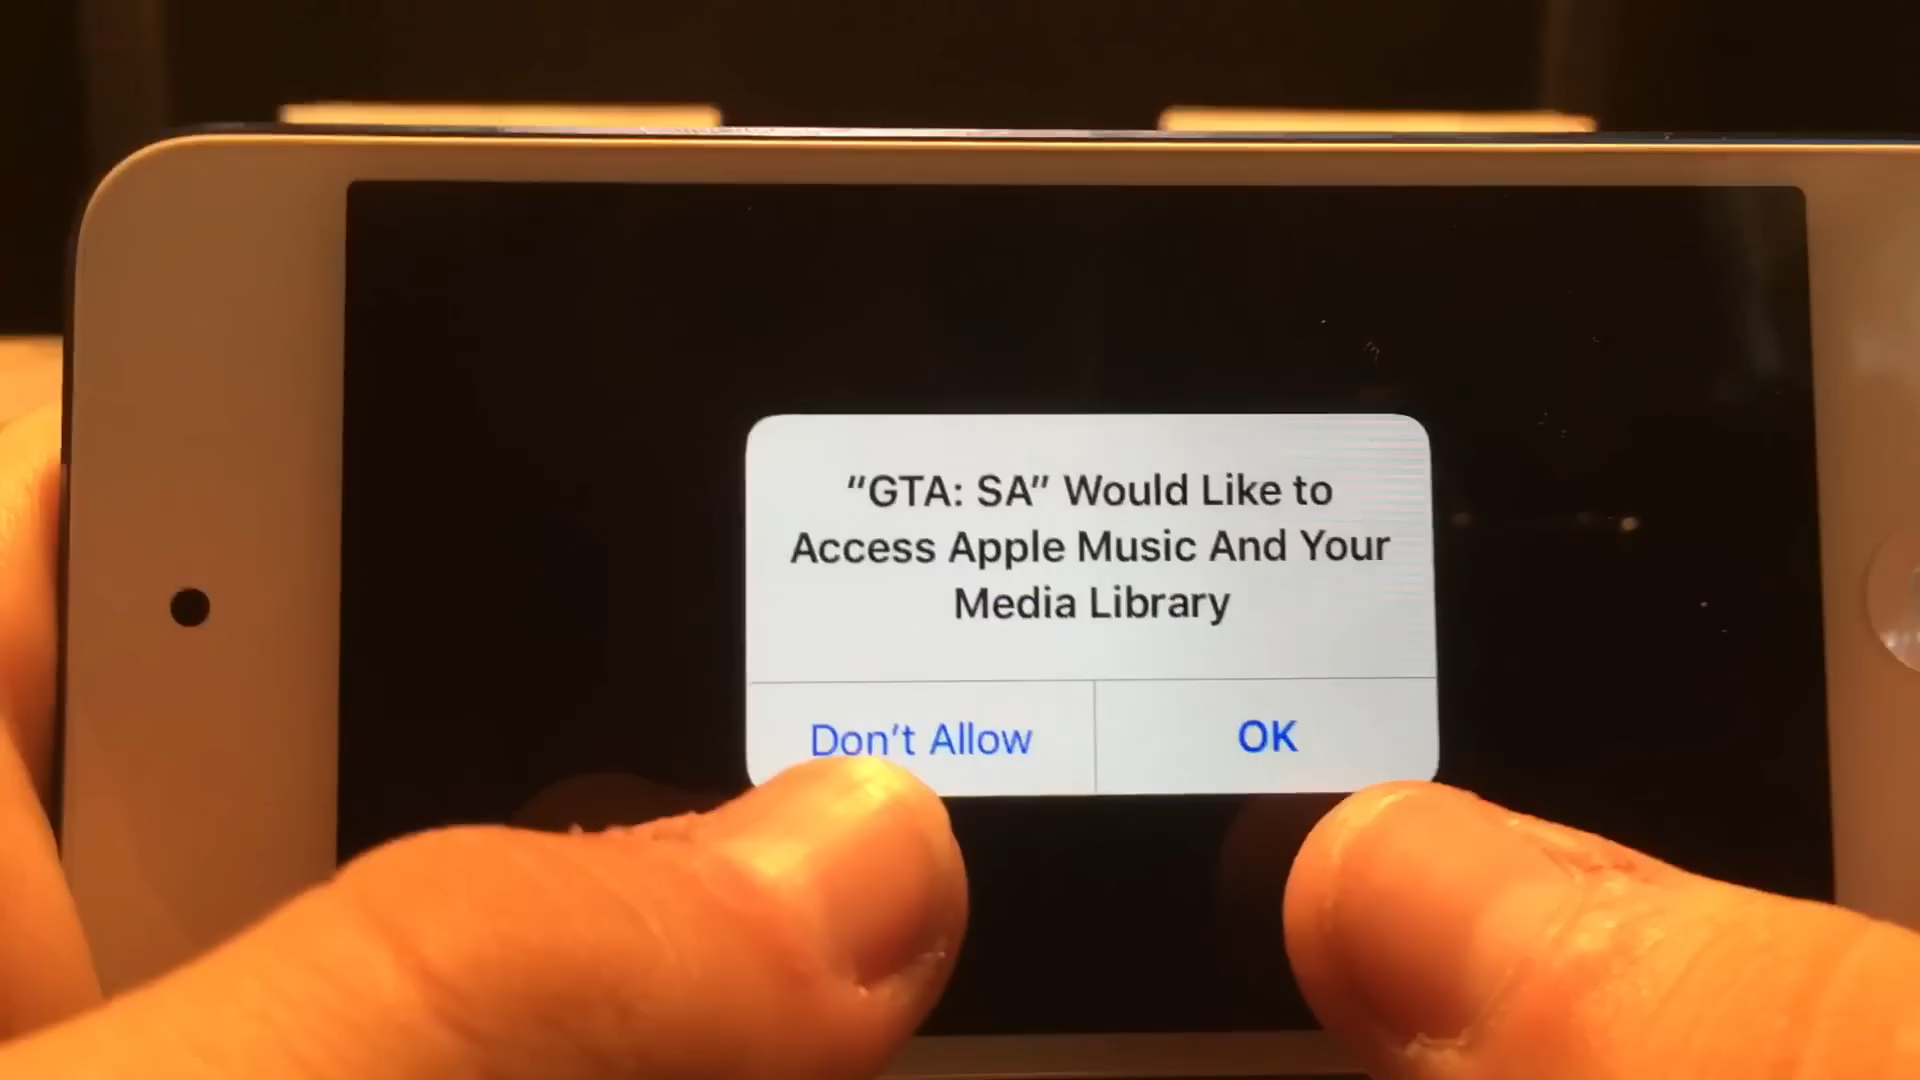 “GTA: SA” Would Like to
Access Apple Music And Your
Media Library
Don’t Allow
OK